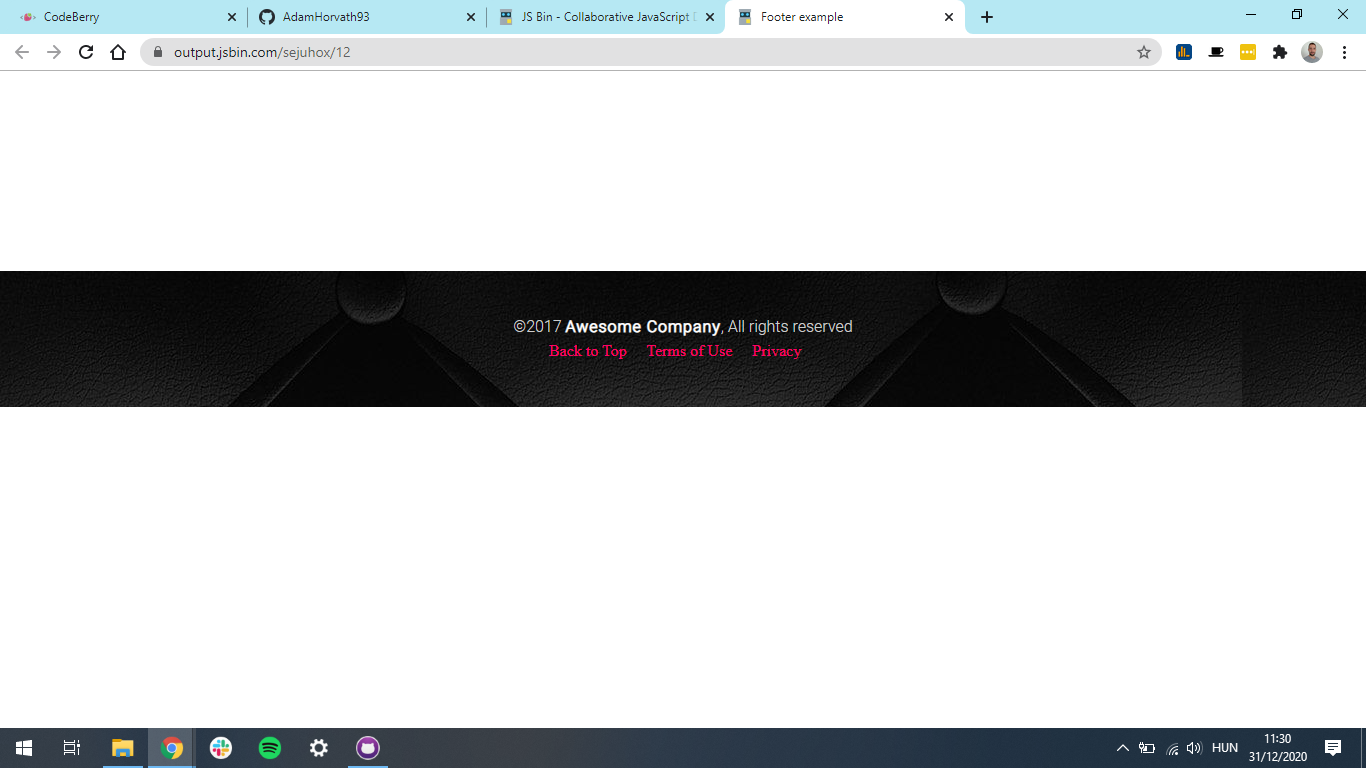 CodeBerry
AdamHorvath93
JS Bin - Collaborative JavaScript
Footer example
output.jsbin.com/sejuhox/12
©2017 Awesome Company, All rights reserved
Back to Top Terms of Use Privacy
HUN
11:30
31/12/2020